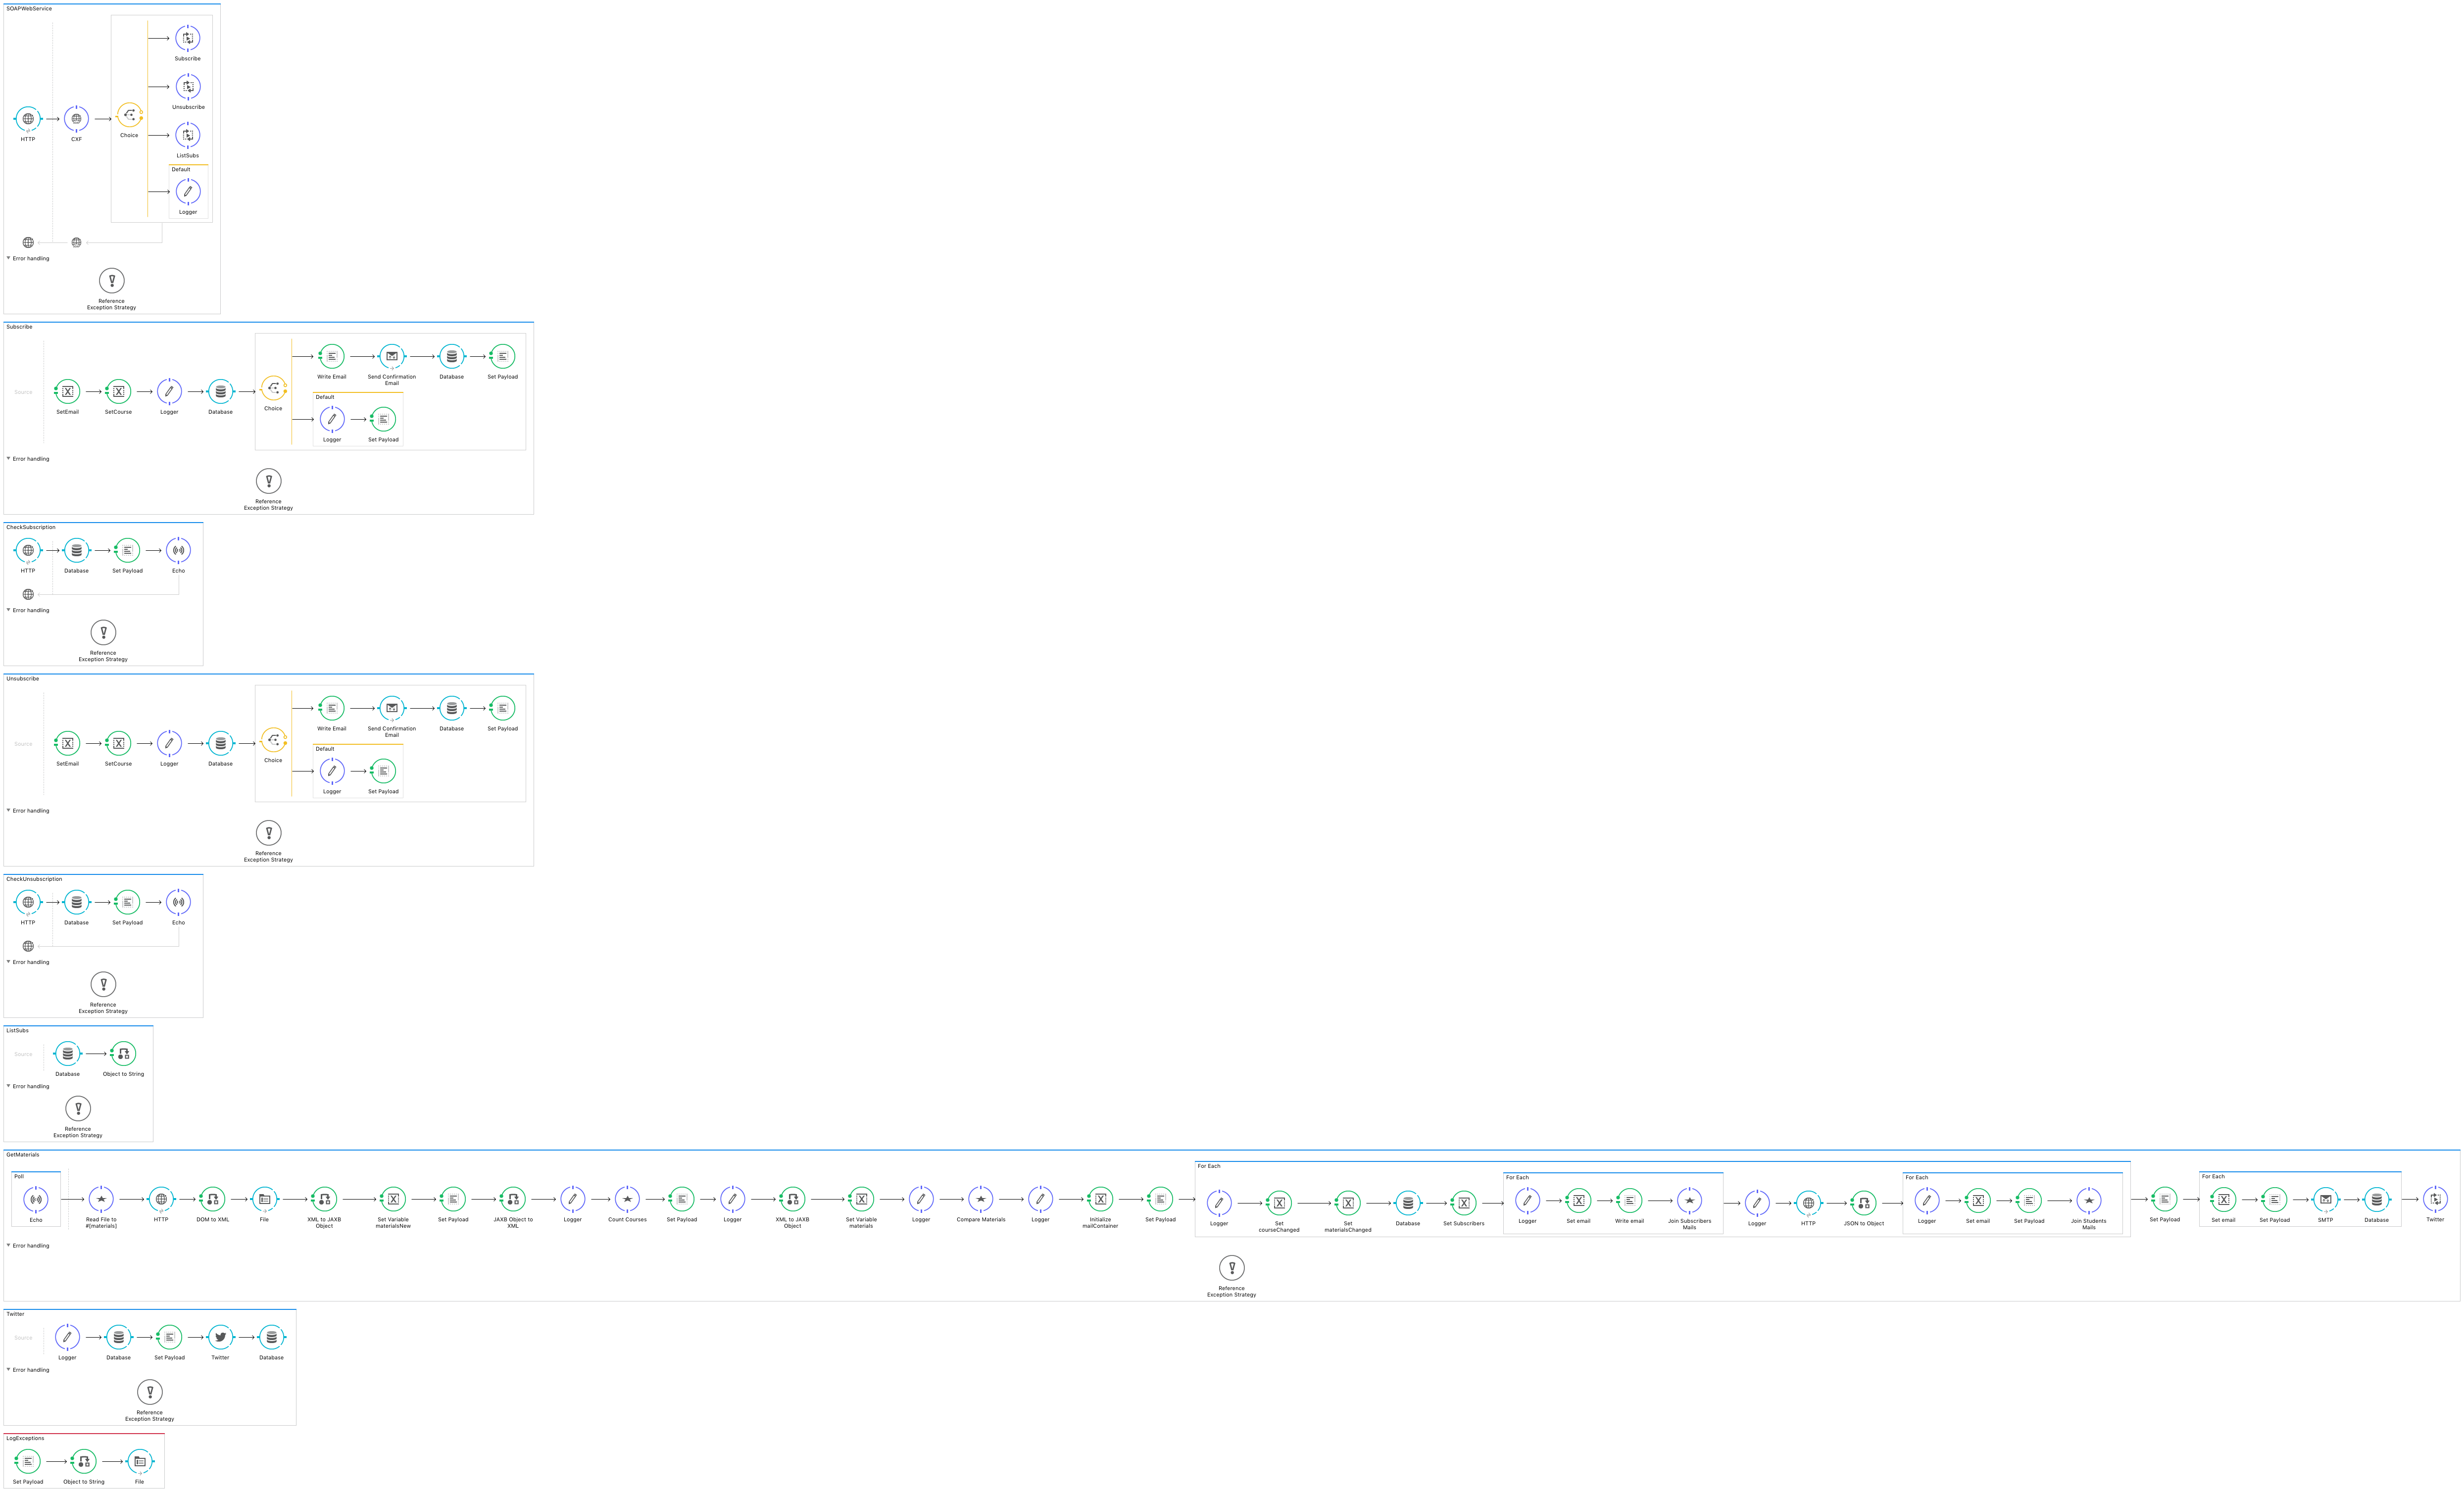 SOAPWebService
Subscribe
Unsubscribe
HTTP
CXF
Choice
ListSubs
Default
Logger
Error handling
Reference
Exception Strategy
Subscribe
Source
SetEmail
SetCourse
Logger
Database
Choice
Write Email
Send Confirmation
Email
Database
Set Payload
Default
Logger
Set Payload
Error handling
Reference
Exception Strategy
CheckSubscription
HTTP
Database
Set Payload
Echo
Error handling
Reference
Exception Strategy
Unsubscribe
Source
SetEmail
SetCourse
Logger
Database
Choice
Write Email
Send Confirmation
Email
Database
Set Payload
Default
Logger
Set Payload
Error handling
Reference
Exception Strategy
CheckUnsubscription
HTTP
Database
Set Payload
Echo
Error handling
Reference
Exception Strategy
ListSubs
Source
Database
Object to String
Error handling
Reference
Exception Strategy
GetMaterials
Poll
Echo
Read File to
#[materials]
HTTP
DOM to XML
File
XML to JAXB
Object
Set Variable
materialsNew
Set Payload
JAXB Object to
XML
Logger
Count Courses
Set Payload
Logger
XML to JAXB
Object
Set Variable
materials
Logger
Compare Materials
Logger
Initialize
mailContainer
Set Payload
For Each
Logger
Set
courseChanged
Set
materialsChanged
Database
Set Subscribers
For Each
Logger
Set email
Write email
Join Subscribers
Mails
Logger
HTTP
JSON to Object
For Each
Logger
Set email
Set Payload
Join Students
Mails
Set Payload
For Each
Set email
Set Payload
SMTP
Database
Twitter
Error handling
Reference
Exception Strategy
Twitter
Source
Logger
Database
Set Payload
Twitter
Database
Error handling
Reference
Exception Strategy
LogExceptions
Set Payload
Object to String
File